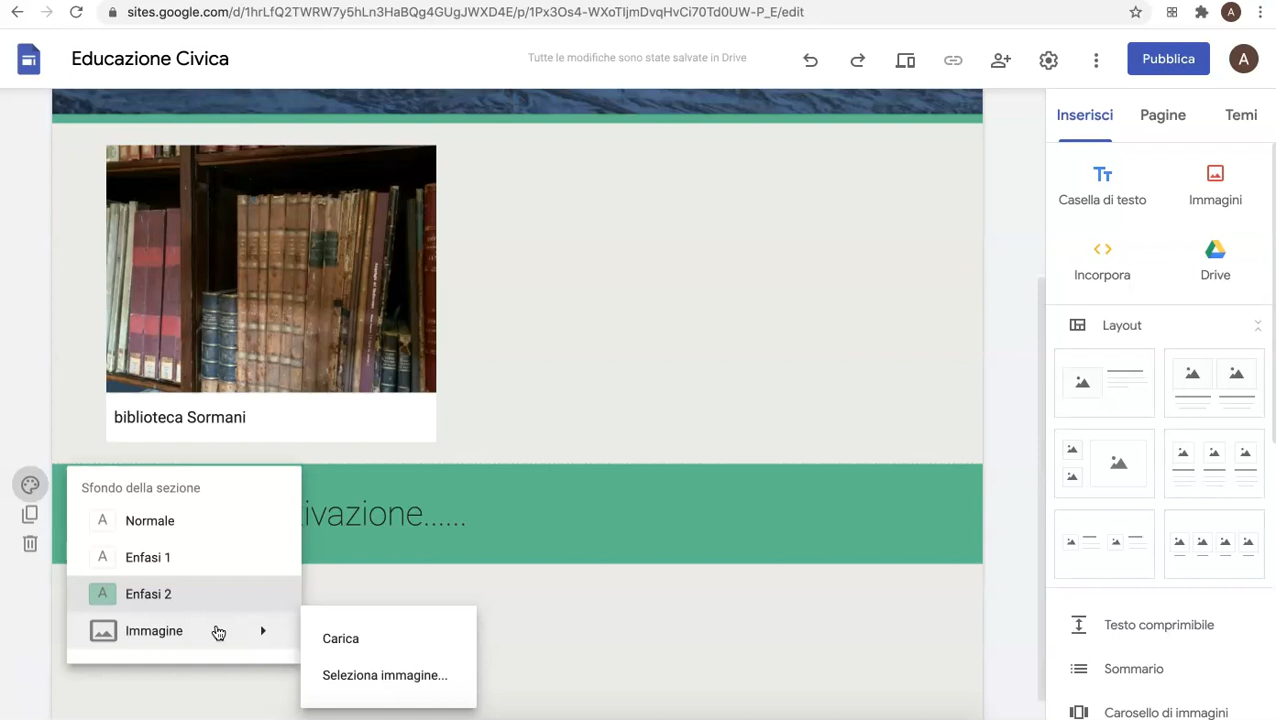 sites.google.com/d/1hrLfQ2TWRW7y5hLn3HaBQg4GUgJWXD4E/p/1Px3Os4-WXoTIjmDvqHvCi70Td0UW-P_E/edit
A
Educazione Civica
Tutte le modifiche sono state salvate in Drive
Pubblica
A
Inserisci
Pagine
Temi
Tt
Casella di testo
Immagini
Incorpora
Drive
Layout
biblioteca Sormani
ivazione......
Sfondo della sezione
A Normale
A Enfasi 1
A Enfasi 2
Immagine
Carica
Seleziona immagine...
Testo comprimibile
Sommario
Carosello di immagini